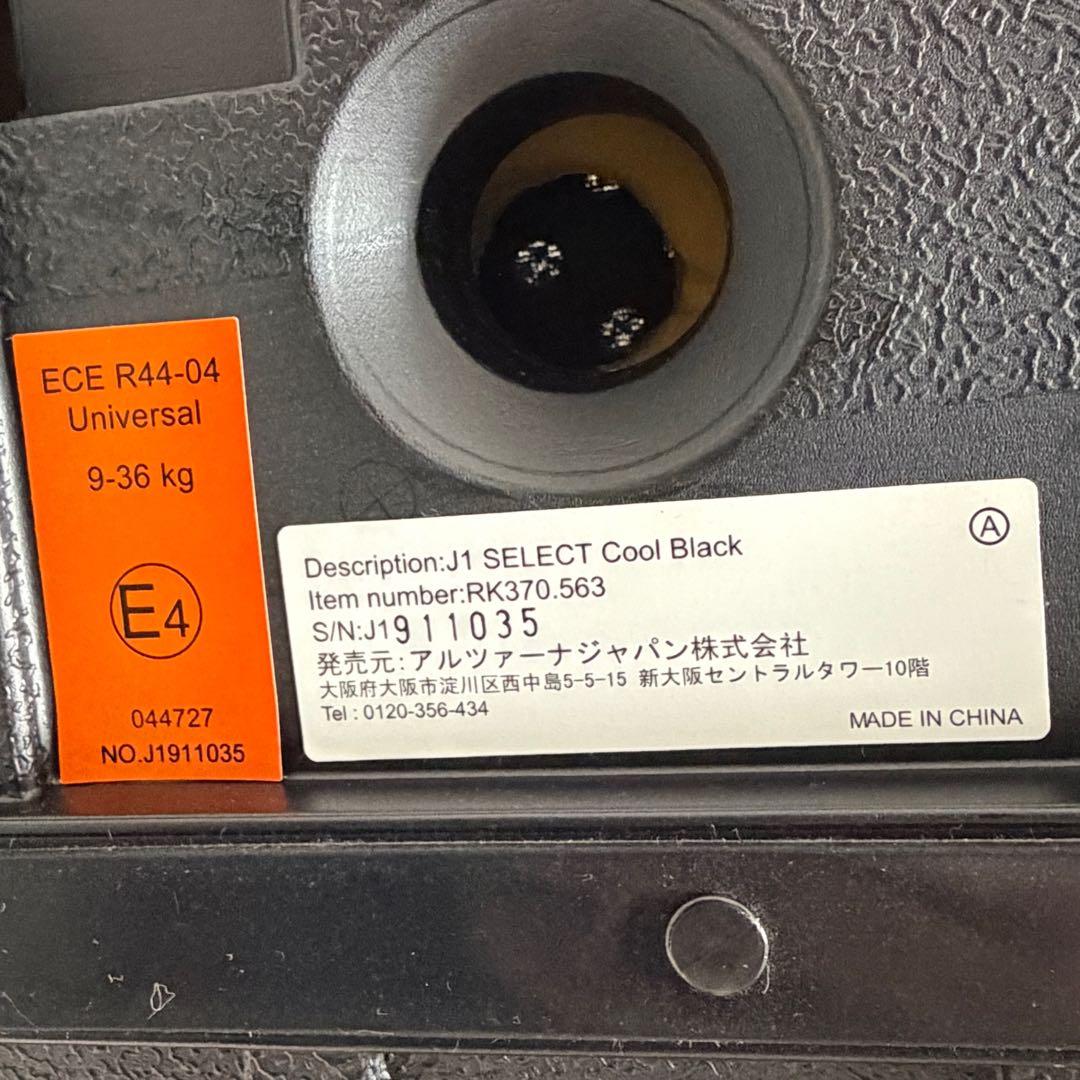 ECE R44-04
Universal
9-36 kg
E4
044727
NO.J1911035
A
Description:J1 SELECT Cool Black
Item number:RK370.563
S/N:J1911035
発売元:アルツァーナジャパン株式会社
大阪府大阪市淀川区西中島5-5-15 新大阪セントラルタワー10階
Tel : 0120-356-434
MADE IN CHINA